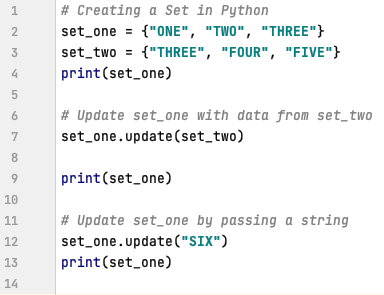 1 # Creating a Set in Python
2 set_one = {"ONE", "TWO", "THREE"}
3 set_two = {"THREE", "FOUR", "FIVE"}
4 print(set_one)
5
6 # Update set_one with data from set_two
7 set_one.update(set_two)
8
9 print(set_one)
10
11 # Update set_one by passing a string
12 set_one.update("SIX")
13 print(set_one)
14